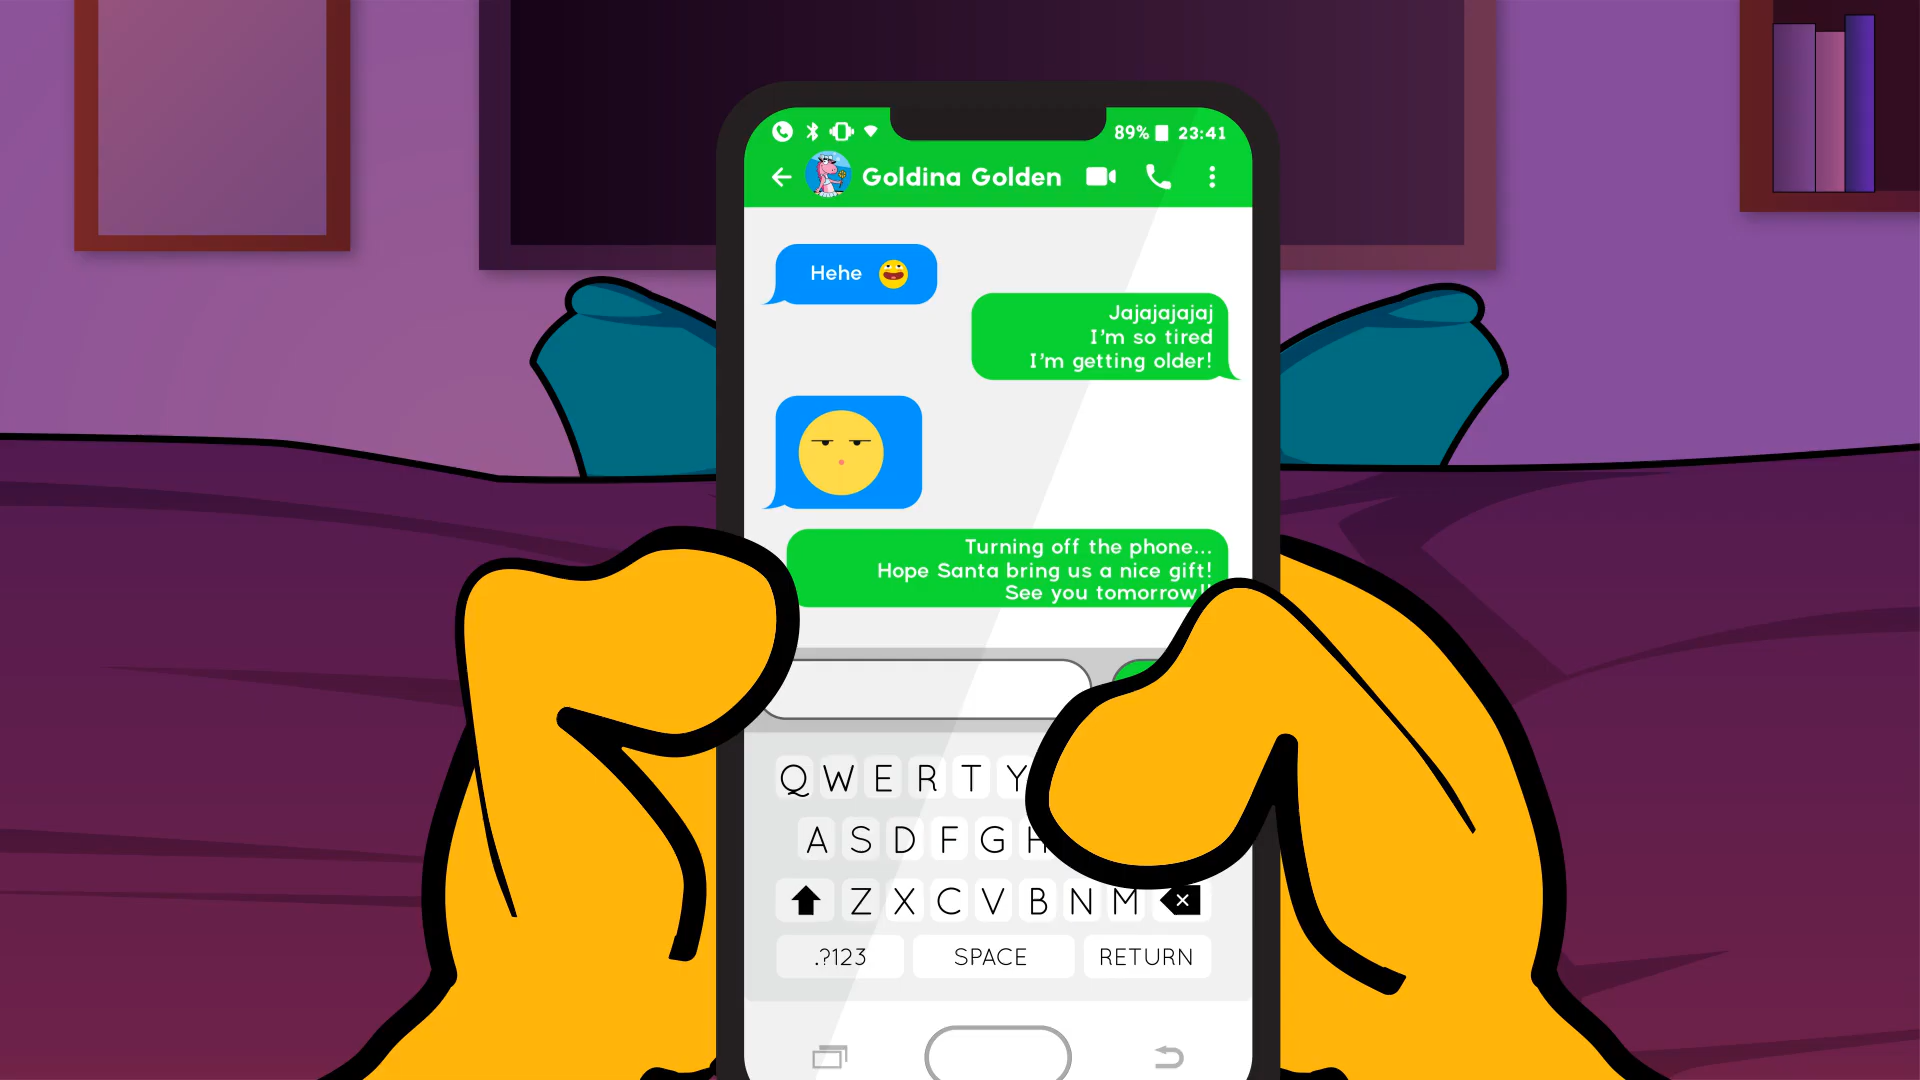 89% 23:41
Goldina Golden
Hehe
Jajajajajaj
I'm so tired
I'm getting older!
Turning off the phone...
Hope Santa bring us a nice gift!
See you tomorrow!
Q W E R T Y
A S D F G H
Z X C V B N M
.?123 SPACE RETURN